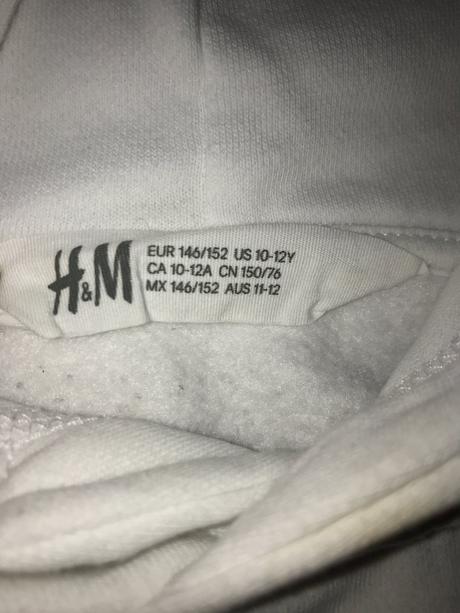 H&M
EUR 146/152 US 10-12Y
CA 10-12A CN 150/76
MX 146/152 AUS 11-12